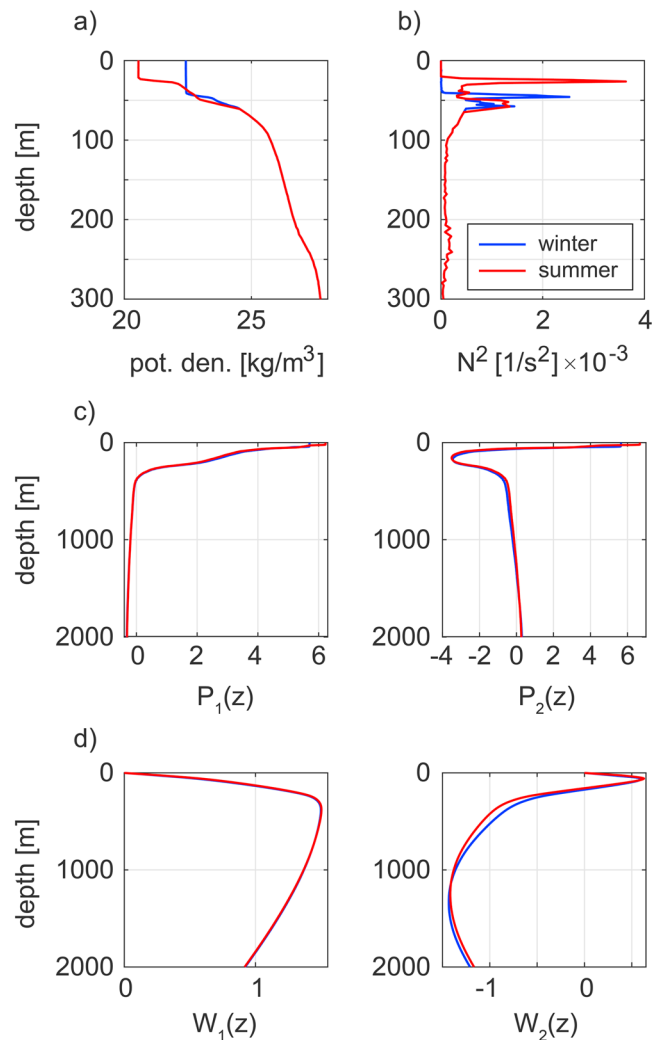 a)
b)
0
100
200
300
depth [m]
20
25
pot. den. [kg/m³]
0
100
200
300
winter
summer
0
2
4
N² [1/s²]×10⁻³
c)
0
1000
2000
depth [m]
0
2
4
6
P₁(z)
0
1000
2000
-4
-2
0
2
4
6
P₂(z)
d)
0
1000
2000
depth [m]
0
1
W₁(z)
0
1000
2000
-1
0
W₂(z)